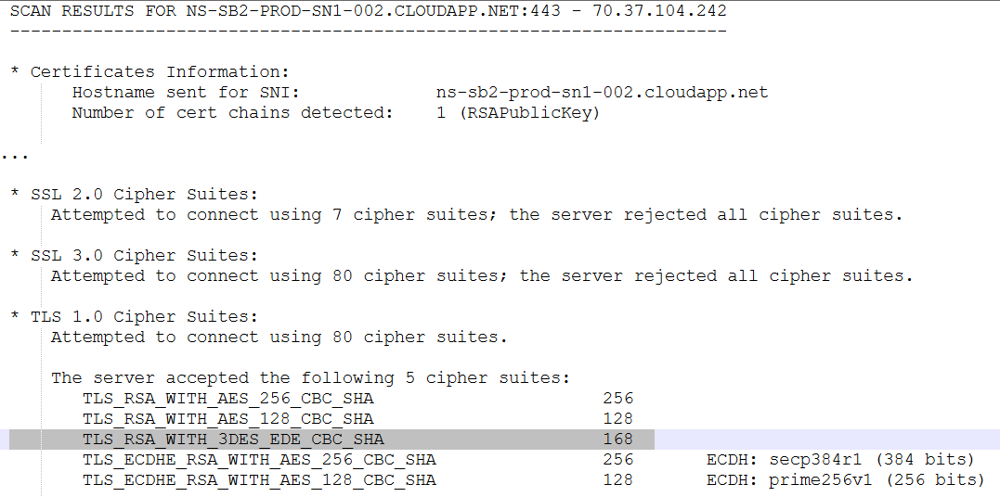 SCAN RESULTS FOR NS-SB2-PROD-SN1-002.CLOUDAPP.NET:443 - 70.37.104.242
---------------------------------------------------------------------
* Certificates Information:
Hostname sent for SNI: ns-sb2-prod-sn1-002.cloudapp.net
Number of cert chains detected: 1 (RSAPublicKey)
...
* SSL 2.0 Cipher Suites:
Attempted to connect using 7 cipher suites; the server rejected all cipher suites.
* SSL 3.0 Cipher Suites:
Attempted to connect using 80 cipher suites; the server rejected all cipher suites.
* TLS 1.0 Cipher Suites:
Attempted to connect using 80 cipher suites.
The server accepted the following 5 cipher suites:
TLS_RSA_WITH_AES_256_CBC_SHA 256
TLS_RSA_WITH_AES_128_CBC_SHA 128
TLS_RSA_WITH_3DES_EDE_CBC_SHA 168
TLS_ECDHE_RSA_WITH_AES_256_CBC_SHA 256 ECDH: secp384r1 (384 bits)
TLS_ECDHE_RSA_WITH_AES_128_CBC_SHA 128 ECDH: prime256v1 (256 bits)